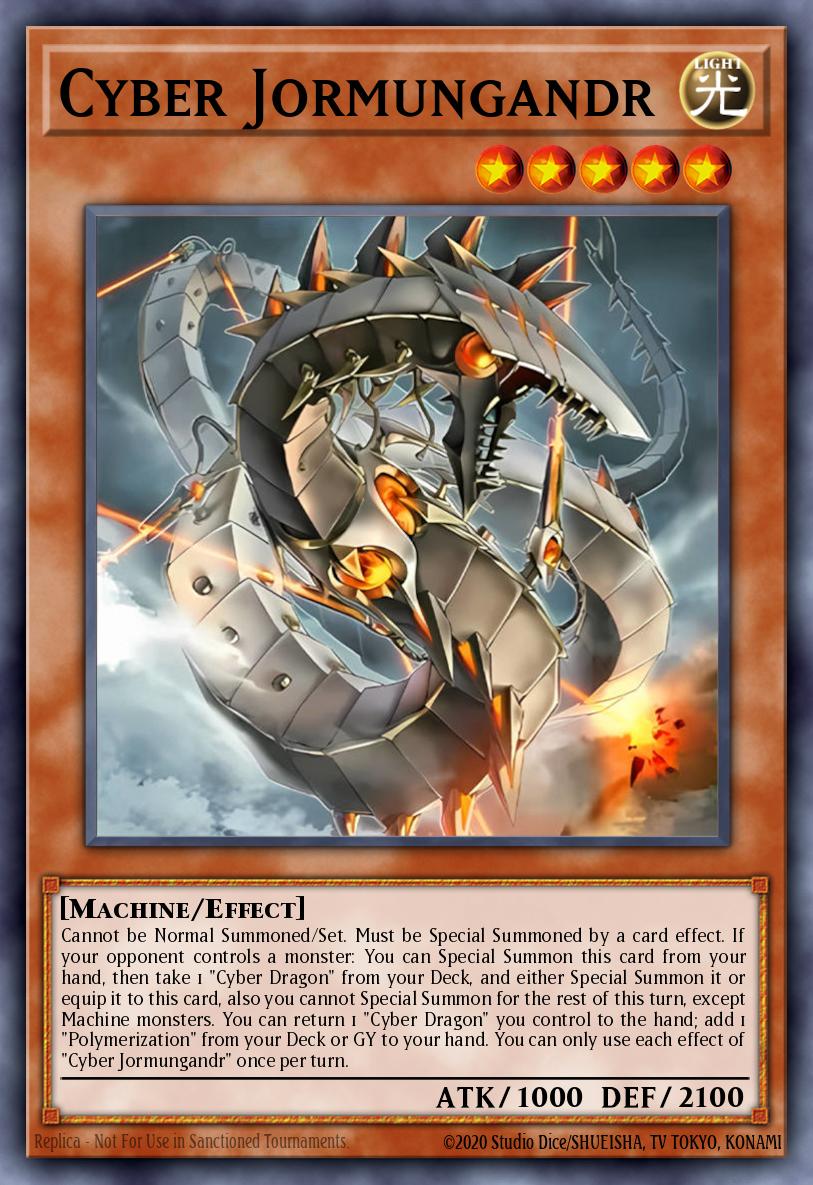 Cyber Jormungandr
LIGHT
光
[Machine/Effect]
Cannot be Normal Summoned/Set. Must be Special Summoned by a card effect. If
your opponent controls a monster: You can Special Summon this card from your
hand, then take 1 "Cyber Dragon" from your Deck, and either Special Summon it or
equip it to this card, also you cannot Special Summon for the rest of this turn, except
Machine monsters. You can return 1 "Cyber Dragon" you control to the hand; add 1
"Polymerization" from your Deck or GY to your hand. You can only use each effect of
"Cyber Jormungandr" once per turn.
ATK/1000 DEF/2100
Replica - Not For Use in Sanctioned Tournaments.
©2020 Studio Dice/SHUEISHA, TV TOKYO, KONAMI